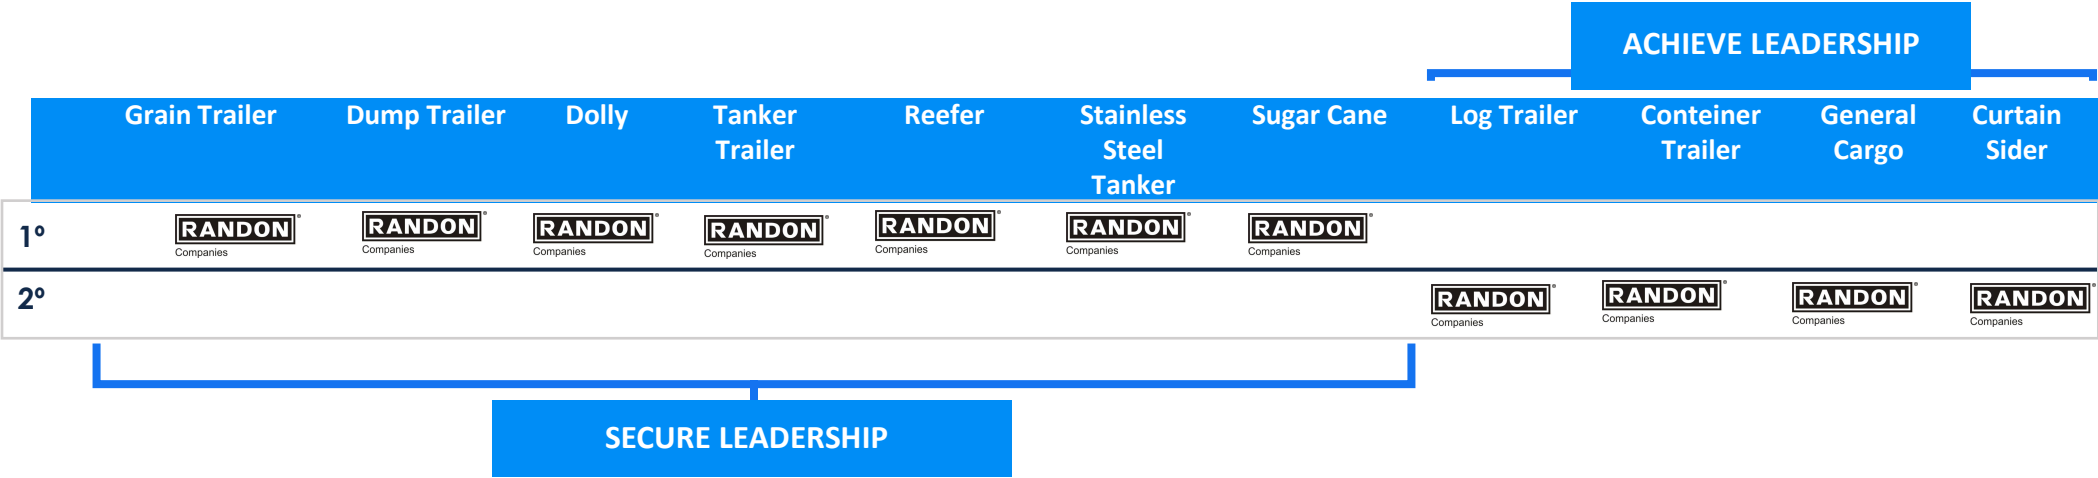 ACHIEVE LEADERSHIP
Grain Trailer
Dump Trailer
Dolly
Tanker
Trailer
Reefer
Stainless
Steel
Tanker
Sugar Cane
Log Trailer
Conteiner
Trailer
General
Cargo
Curtain
Sider
1º
RANDON
Companies
RANDON
Companies
RANDON
Companies
RANDON
Companies
RANDON
Companies
RANDON
Companies
RANDON
Companies
2º
RANDON
Companies
RANDON
Companies
RANDON
Companies
RANDON
Companies
SECURE LEADERSHIP